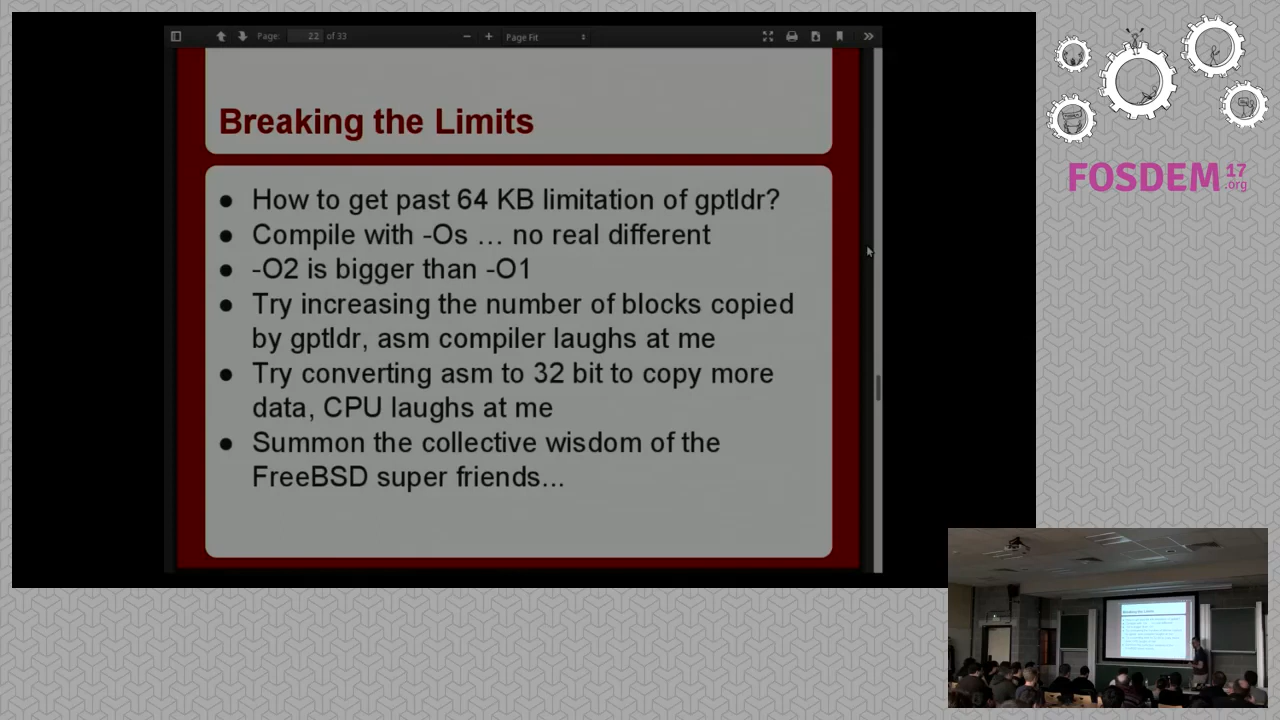 Page:
22
of 33
Page Fit
Breaking the Limits
● How to get past 64 KB limitation of gptldr?
● Compile with -Os … no real different
● -O2 is bigger than -O1
● Try increasing the number of blocks copied
by gptldr, asm compiler laughs at me
● Try converting asm to 32 bit to copy more
data, CPU laughs at me
● Summon the collective wisdom of the
FreeBSD super friends...
FOSDEM 17
.org